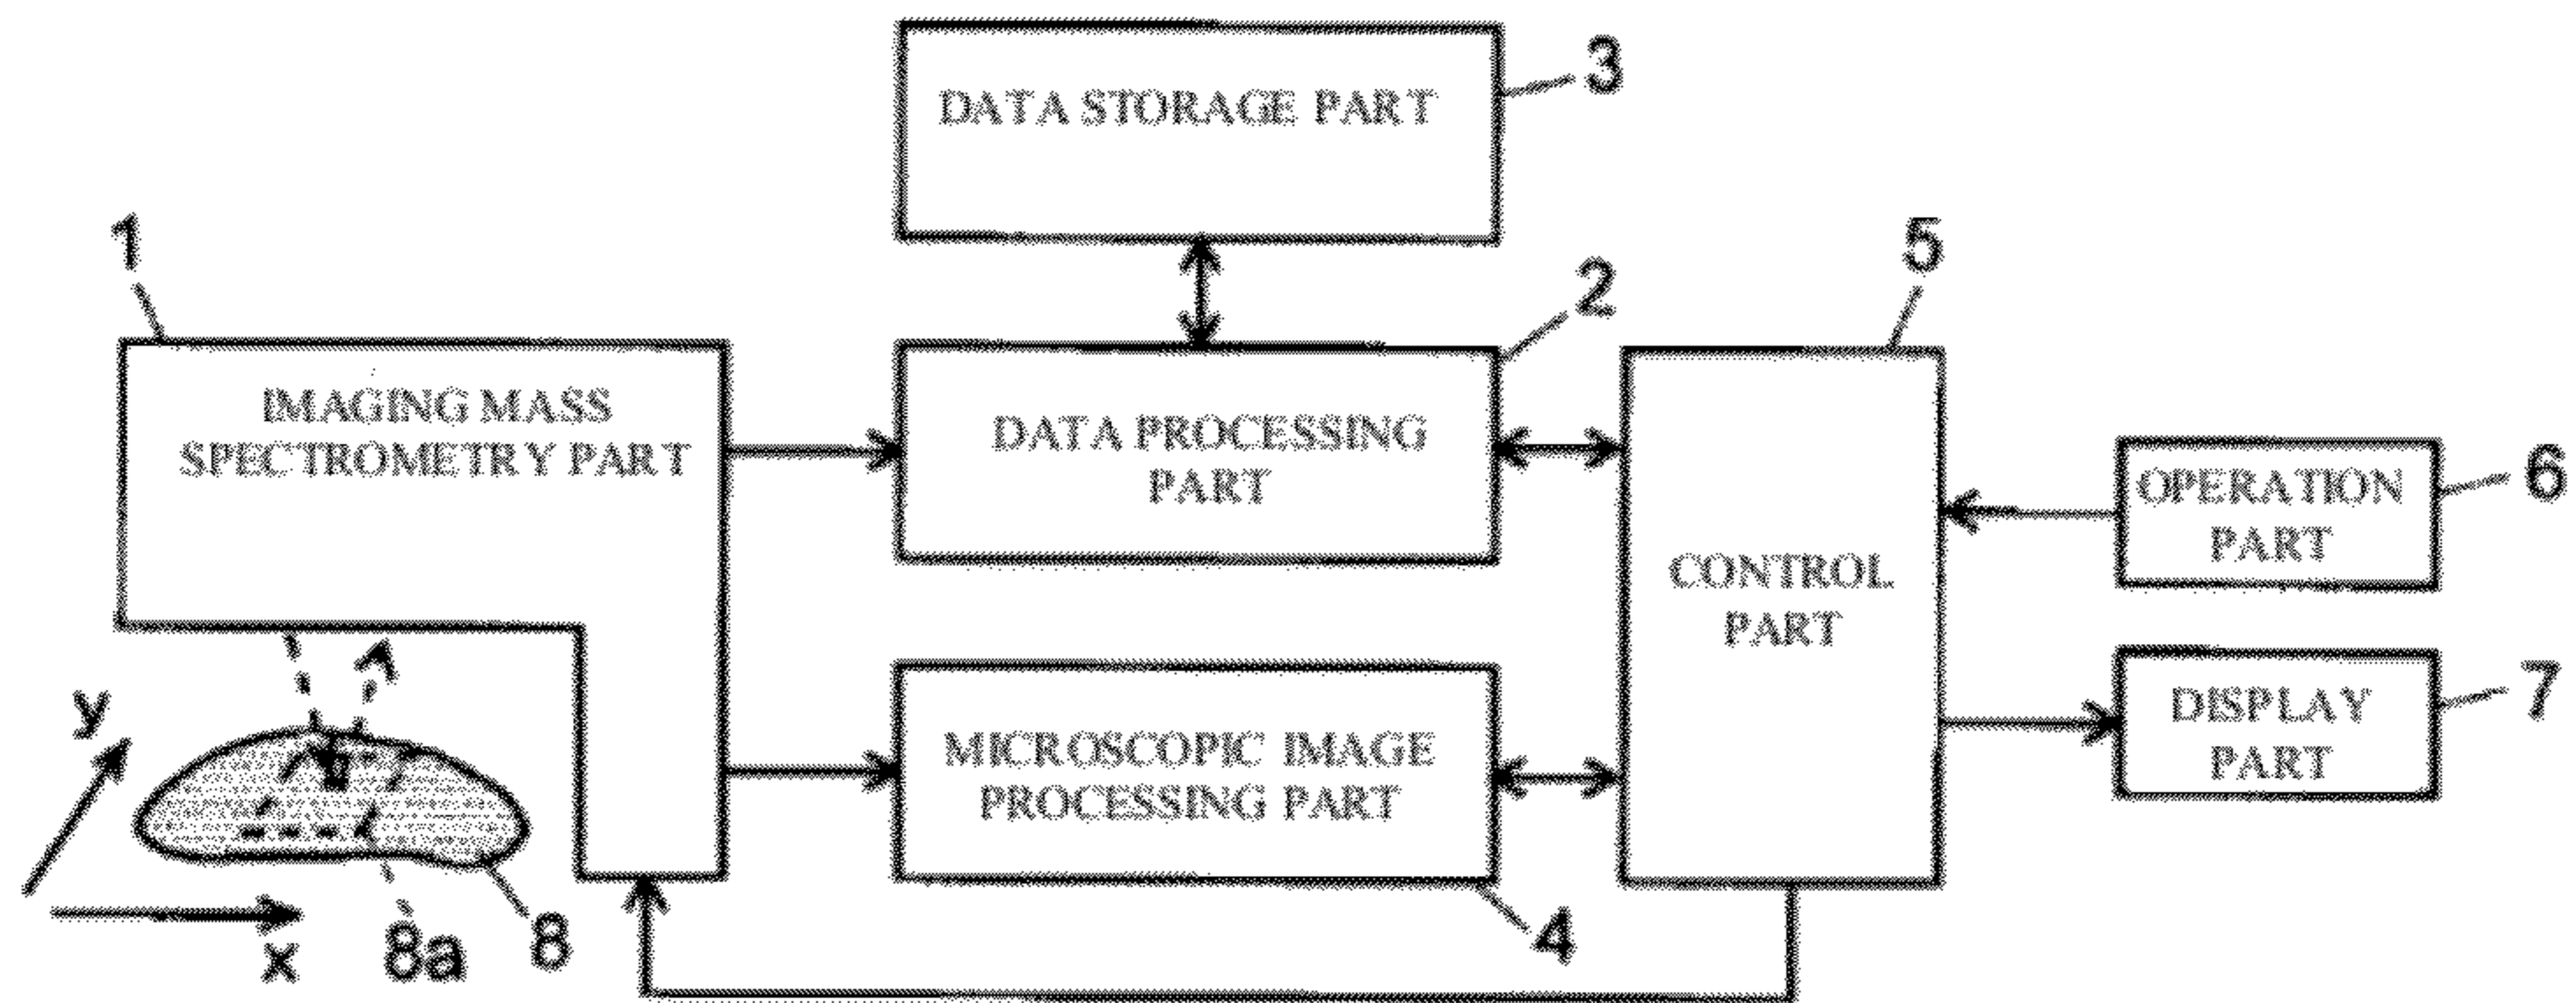 DATA STORAGE PART
3
1
IMAGING MASS
SPECTROMETRY PART
2
DATA PROCESSING
PART
5
CONTROL
PART
OPERATION
PART
6
DISPLAY
PART
7
MICROSCOPIC IMAGE
PROCESSING PART
4
y
x
8a
8